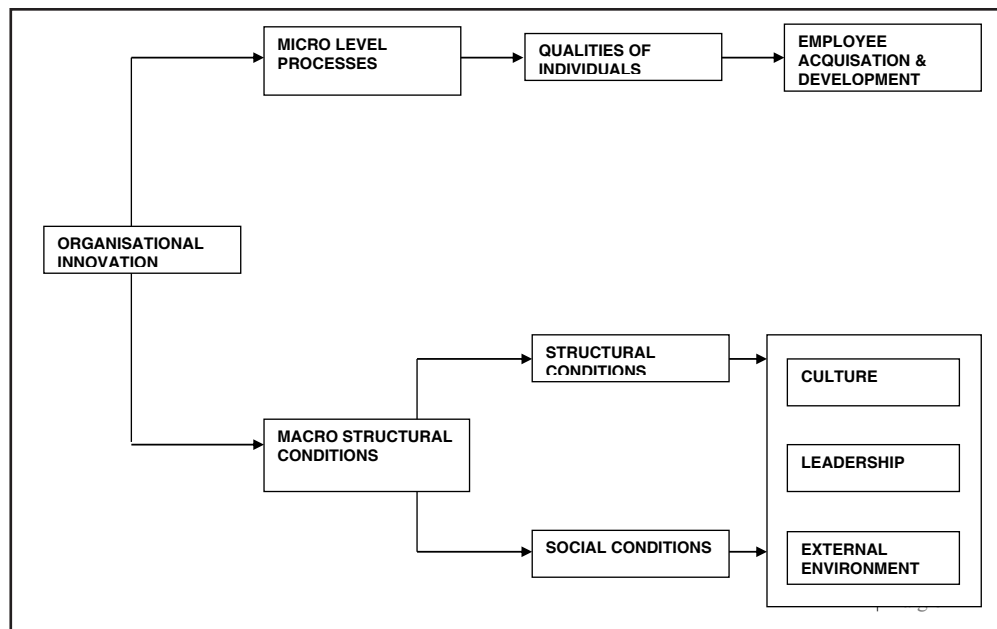 MICRO LEVEL
PROCESSES
QUALITIES OF
INDIVIDUALS
EMPLOYEE
ACQUISATION &
DEVELOPMENT
ORGANISATIONAL
INNOVATION
STRUCTURAL
CONDITIONS
CULTURE
MACRO STRUCTURAL
CONDITIONS
LEADERSHIP
SOCIAL CONDITIONS
EXTERNAL
ENVIRONMENT